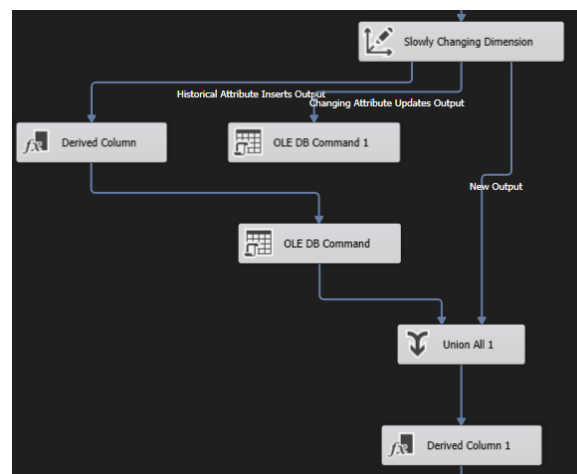 Slowly Changing Dimension
Historical Attribute Inserts Output
Changing Attribute Updates Output
Derived Column
OLE DB Command 1
New Output
OLE DB Command
Union All 1
Derived Column 1